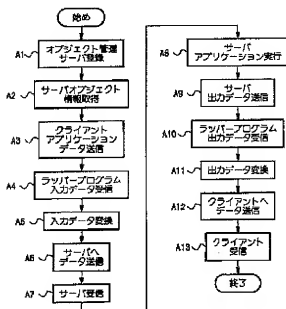 始め
A1
オブジェクト管理
サーバ登録
A2
サーバオブジェクト
情報取得
A3
クライアント
アプリケーション
データ送信
A4
ラッパープログラム
入力データ受信
A5
入力データ変換
A6
サーバへ
データ送信
A7
サーバ受信
A8
サーバ
アプリケーション実行
A9
サーバ
出力データ送信
A10
ラッパープログラム
出力データ受信
A11
出力データ変換
A12
クライアントへ
データ送信
A13
クライアント
受信
終了